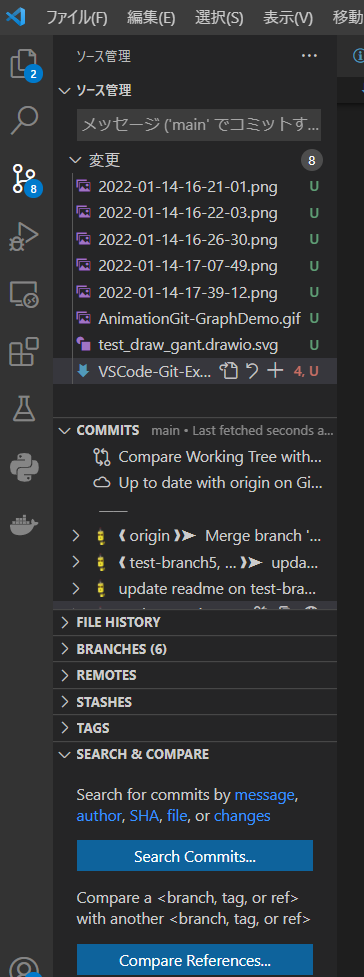 ファイル(F) 編集(E) 選択(S) 表示(V) 移動
ソース管理 ...
ソース管理
メッセージ ('main' でコミットす...
変更 8
2022-01-14-16-21-01.png U
2022-01-14-16-22-03.png U
2022-01-14-16-26-30.png U
2022-01-14-17-07-49.png U
2022-01-14-17-39-12.png U
AnimationGit-GraphDemo.gif U
test_draw_gant.drawio.svg U
VSCode-Git-Ex... 4, U
2
8
COMMITS main • Last fetched seconds a...
Compare Working Tree with...
Up to date with origin on Gi...
❰ origin ❱➤ Merge branch '...
❰ test-branch5, ... ❱➤ upda...
update readme on test-bra...
FILE HISTORY
BRANCHES (6)
REMOTES
STASHES
TAGS
SEARCH & COMPARE
Search for commits by message,
author, SHA, file, or changes
Search Commits...
Compare a <branch, tag, or ref>
with another <branch, tag, or ref>
Compare References...